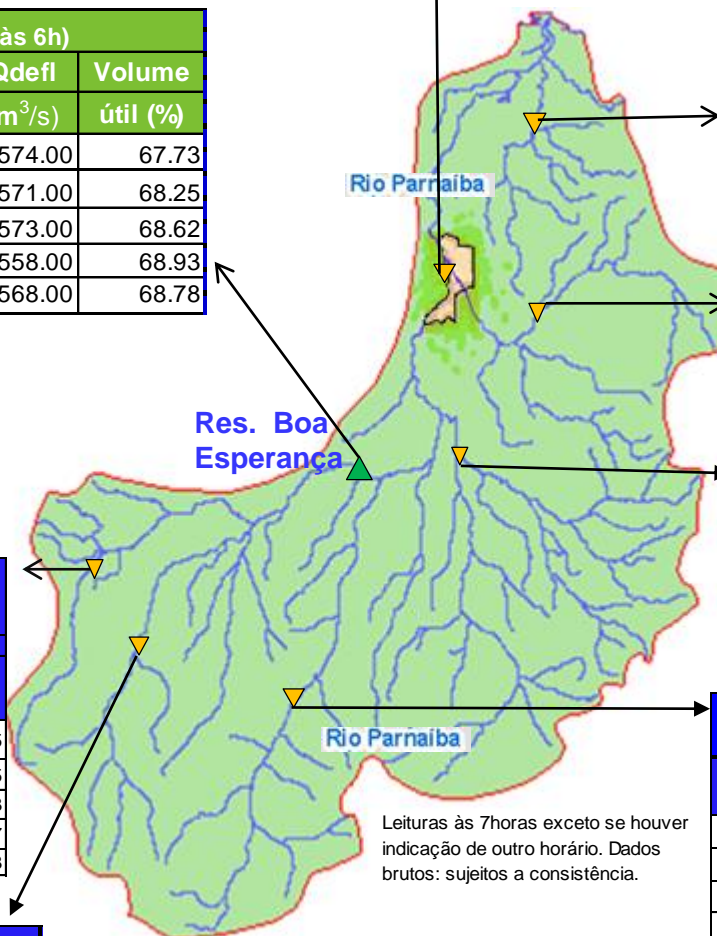 às 6h)
Qdefl Volume
m³/s) útil (%)
574.00 67.73
571.00 68.25
573.00 68.62
558.00 68.93
568.00 68.78
Rio Parnaíba
Res. Boa
Esperança
Rio Parnaíba
Leituras às 7horas exceto se houver
indicação de outro horário. Dados
brutos: sujeitos a consistência.